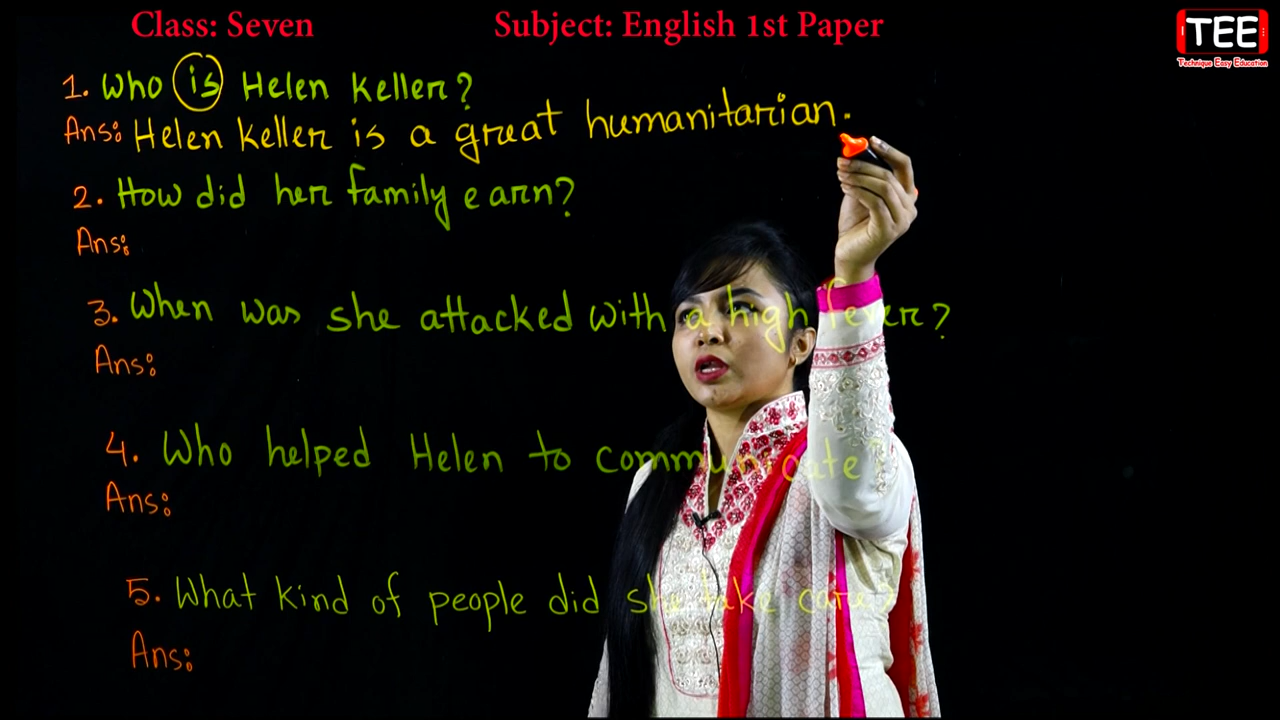 Class: Seven
Subject: English 1st Paper
TEE
Technique Easy Education
1. Who is Helen Keller?
Ans: Helen Keller is a great humanitarian.
2. How did her family earn?
Ans:
3. When was she attacked with a high fever?
Ans:
4. Who helped Helen to communicate?
Ans:
5. What kind of people did she take care?
Ans: